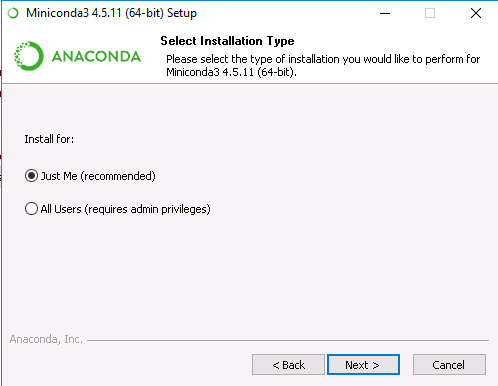 Miniconda3 4.5.11 (64-bit) Setup
ANACONDA
Select Installation Type
Please select the type of installation you would like to perform for
Miniconda3 4.5.11 (64-bit).
Install for:
Just Me (recommended)
All Users (requires admin privileges)
Anaconda, Inc.
< Back
Next >
Cancel